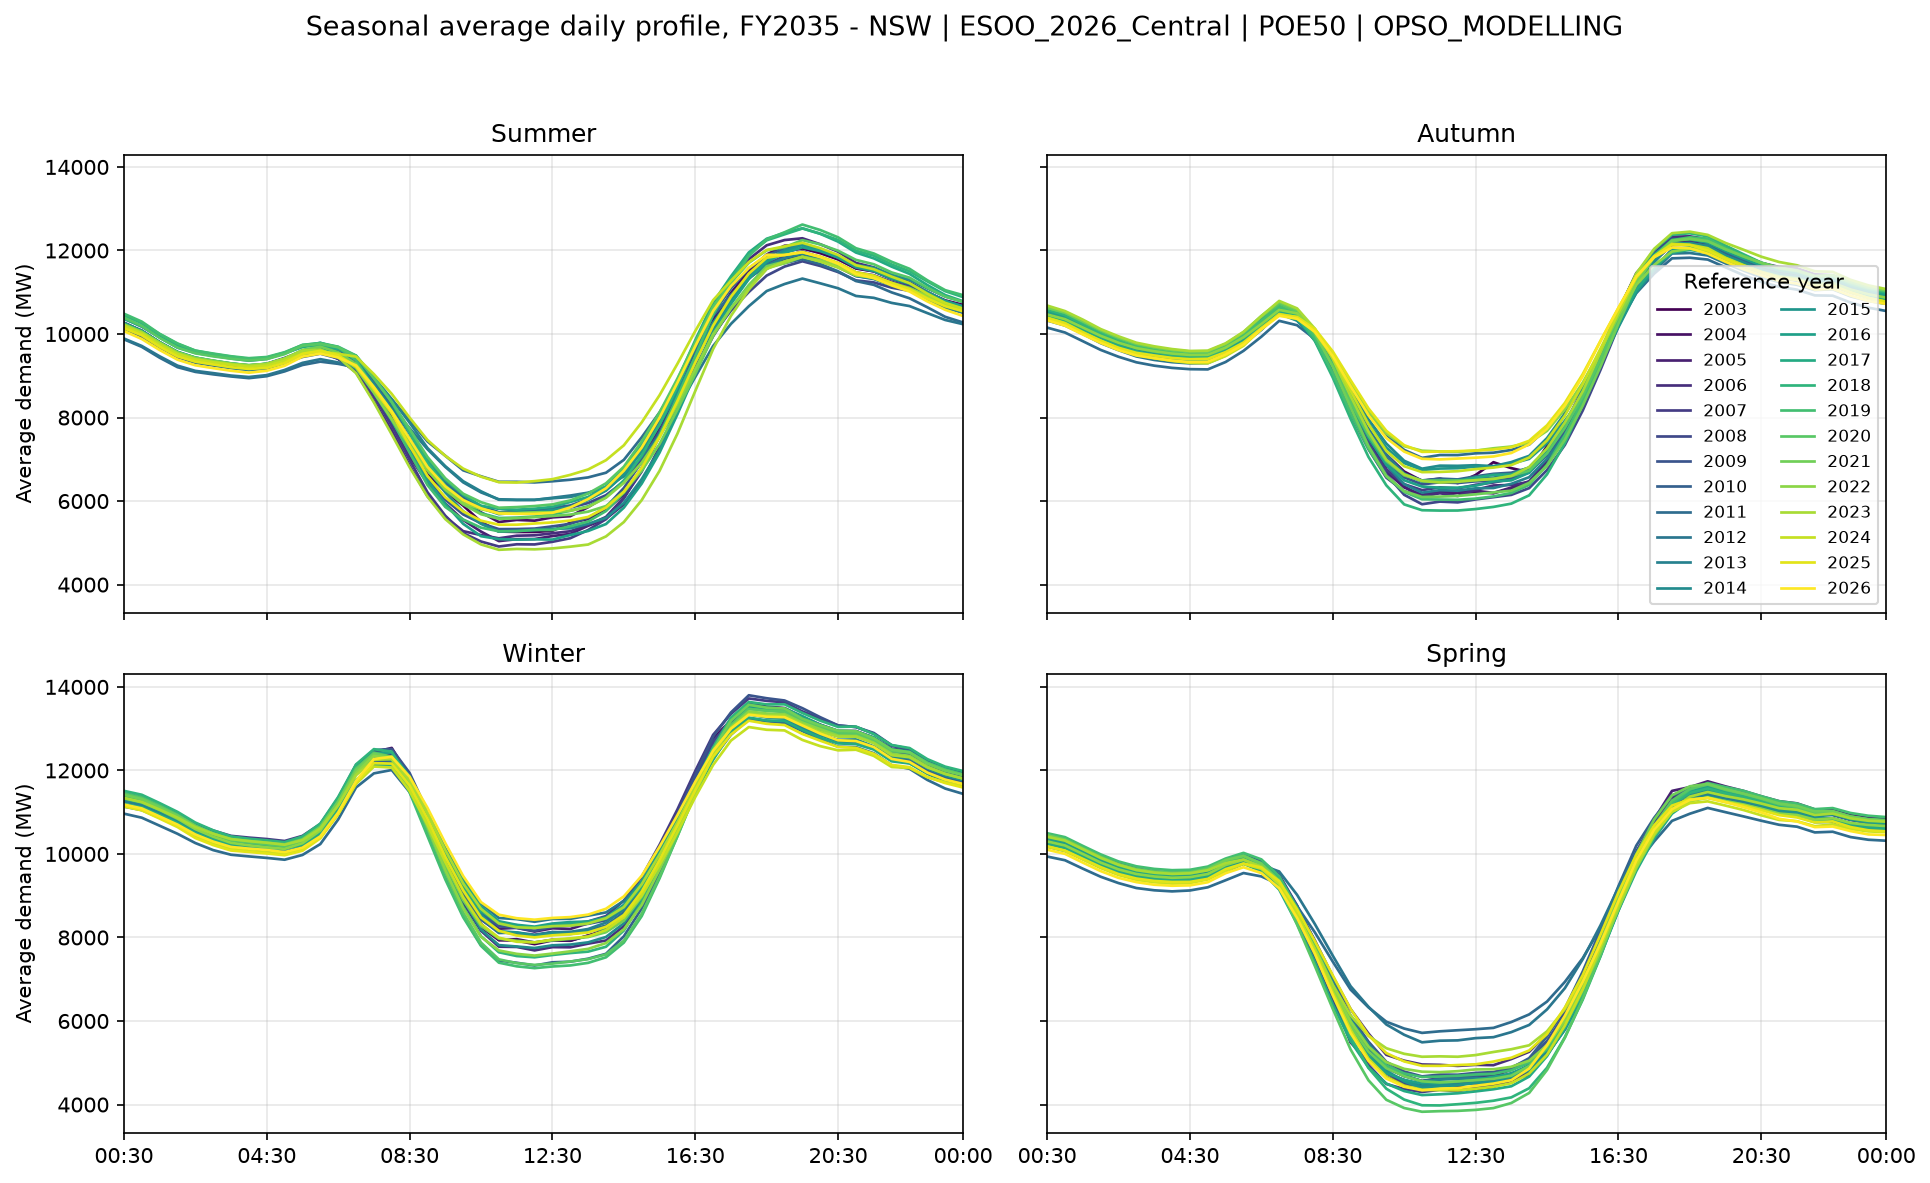 Seasonal average daily profile, FY2035 - NSW | ESOO_2026_Central | POE50 | OPSO_MODELLING
Summer
Autumn
14000
12000
10000
8000
6000
4000
Average demand (MW)
Reference year
2003 2015
2004 2016
2005 2017
2006 2018
2007 2019
2008 2020
2009 2021
2010 2022
2011 2023
2012 2024
2013 2025
2014 2026
Winter
Spring
14000
12000
10000
8000
6000
4000
Average demand (MW)
00:30 04:30 08:30 12:30 16:30 20:30 00:00
00:30 04:30 08:30 12:30 16:30 20:30 00:00